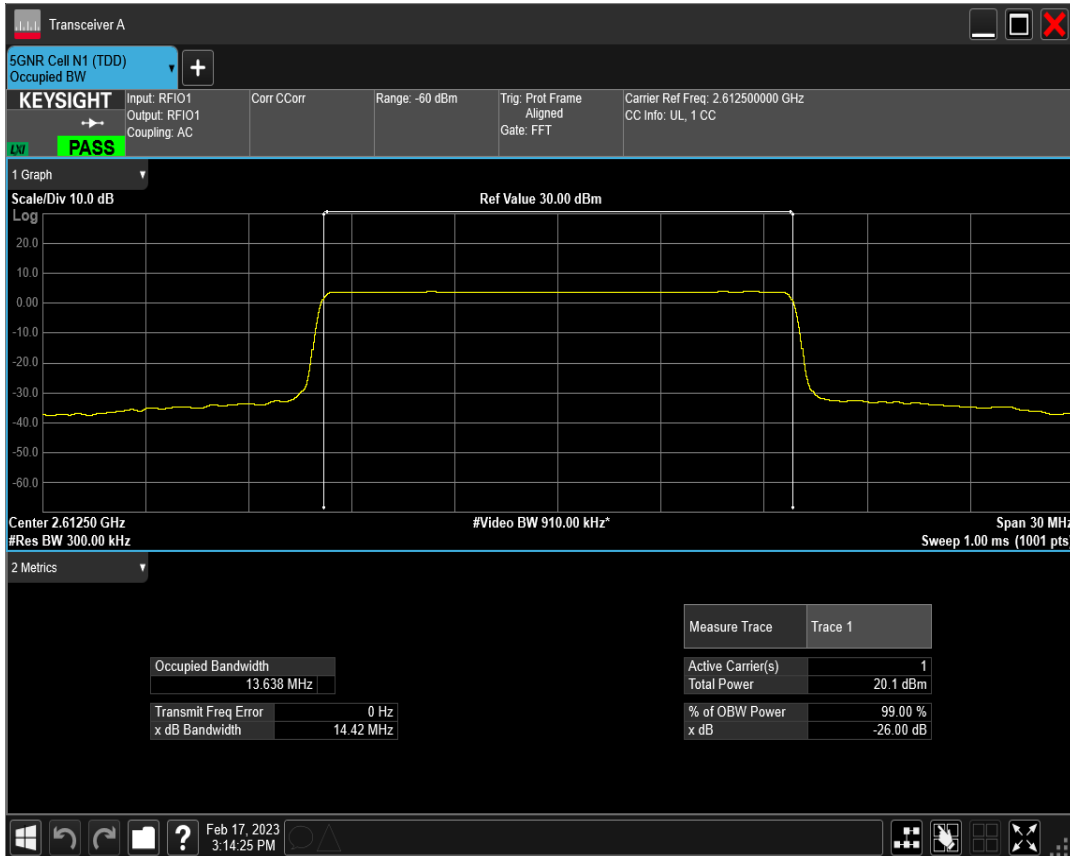 Transceiver A
5GNR Cell N1 (TDD)
Occupied BW
+
KEYSIGHT
LXI
PASS
Input: RFIO1
Output: RFIO1
Coupling: AC
Corr CCorr
Range: -60 dBm
Trig: Prot Frame
Aligned
Gate: FFT
Carrier Ref Freq: 2.612500000 GHz
CC Info: UL, 1 CC
1 Graph
Scale/Div 10.0 dB
Ref Value 30.00 dBm
Log
20.0
10.0
0.00
-10.0
-20.0
-30.0
-40.0
-50.0
-60.0
Center 2.61250 GHz
#Video BW 910.00 kHz*
Span 30 MHz
#Res BW 300.00 kHz
Sweep 1.00 ms (1001 pts)
2 Metrics
Measure Trace Trace 1
Occupied Bandwidth
13.638 MHz
Active Carrier(s) 1
Total Power 20.1 dBm
Transmit Freq Error 0 Hz
x dB Bandwidth 14.42 MHz
% of OBW Power 99.00 %
x dB -26.00 dB
?
Feb 17, 2023
3:14:25 PM